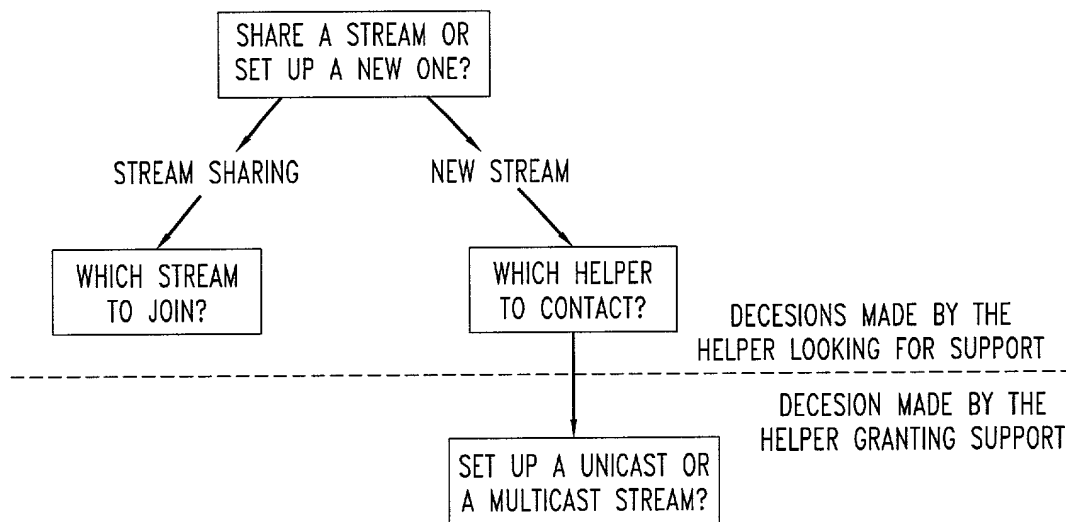 SHARE A STREAM OR
SET UP A NEW ONE?
STREAM SHARING
NEW STREAM
WHICH STREAM
TO JOIN?
WHICH HELPER
TO CONTACT?
DECESIONS MADE BY THE
HELPER LOOKING FOR SUPPORT
DECESION MADE BY THE
HELPER GRANTING SUPPORT
SET UP A UNICAST OR
A MULTICAST STREAM?